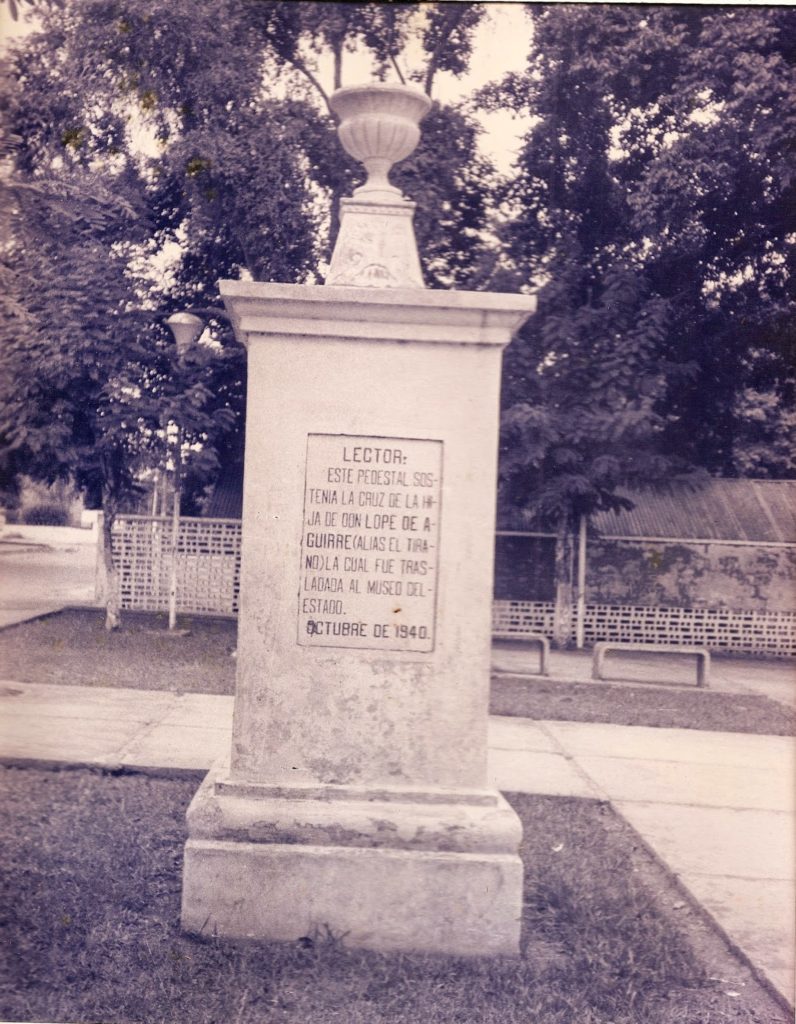 LECTOR:
ESTE PEDESTAL SOS-
TENIA LA CRUZ DE LA HI-
JA DE DON LOPE DE A-
GUIRRE(ALIAS EL TIRA-
NO)LA CUAL FUE TRAS-
LADADA AL MUSEO DEL-
ESTADO.
OCTUBRE DE 1940.